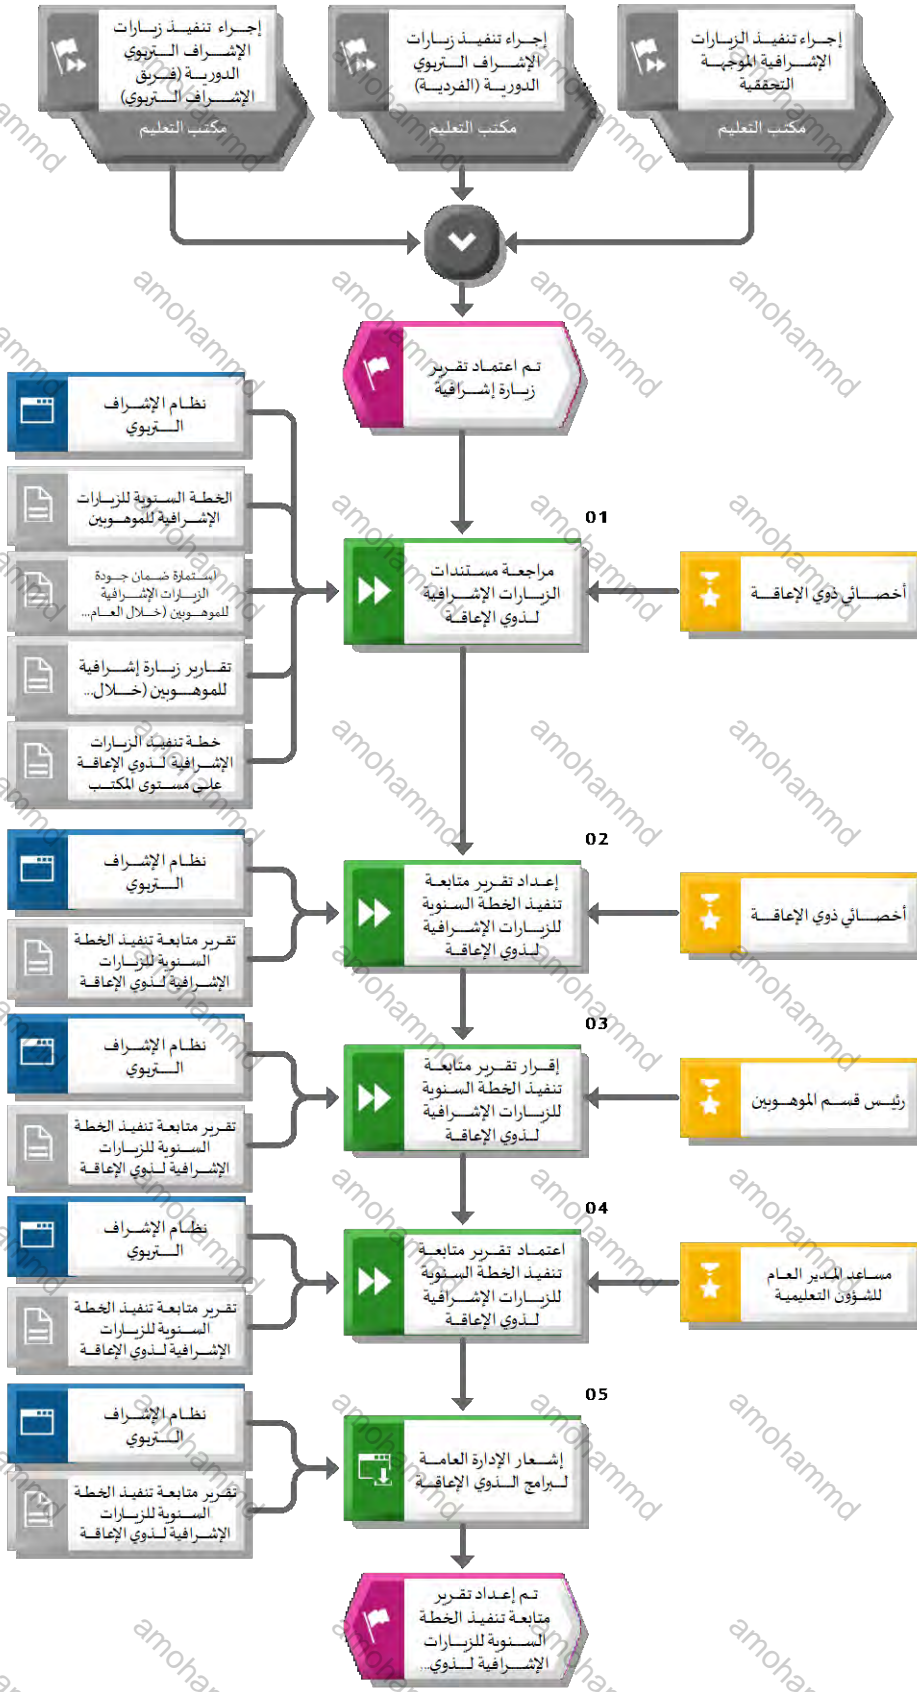 إجراء تنفيذ الزيارات
الإشرافية الموجهة
التحققية
مكتب التعليم
إجراء تنفيذ زيارات
الإشراف التربوي
الدورية (الفردية)
مكتب التعليم
إجراء تنفيذ زيارات
الإشراف التربوي
الدورية (فريق
الإشراف التربوي)
مكتب التعليم
تم اعتماد تقرير
زيارة إشرافية
01
أخصائي ذوي الإعاقة
مراجعة مستندات
الزيارات الإشرافية
لذوي الإعاقة
نظام الإشراف
التربوي
الخطة السنوية للزيارات
الإشرافية للموهوبين
استمارة ضمان جودة
الزيارات الإشرافية
للموهوبين (خلال العام...
تقارير زيارة إشرافية
للموهوبين (خلال...
خطة تنفيذ الزيارات
الإشرافية لذوي الإعاقة
على مستوى المكتب
02
أخصائي ذوي الإعاقة
إعداد تقرير متابعة
تنفيذ الخطة السنوية
للزيارات الإشرافية
لذوي الإعاقة
نظام الإشراف
التربوي
تقرير متابعة تنفيذ الخطة
السنوية للزيارات
الإشرافية لذوي الإعاقة
03
رئيس قسم الموهوبين
إقرار تقرير متابعة
تنفيذ الخطة السنوية
للزيارات الإشرافية
لذوي الإعاقة
نظام الإشراف
التربوي
تقرير متابعة تنفيذ الخطة
السنوية للزيارات
الإشرافية لذوي الإعاقة
04
مساعد المدير العام
للشؤون التعليمية
اعتماد تقرير متابعة
تنفيذ الخطة السنوية
للزيارات الإشرافية
لذوي الإعاقة
نظام الإشراف
التربوي
تقرير متابعة تنفيذ الخطة
السنوية للزيارات
الإشرافية لذوي الإعاقة
05
إشعار الإدارة العامة
لبرامج الذوي الإعاقة
نظام الإشراف
التربوي
تقرير متابعة تنفيذ الخطة
السنوية للزيارات
الإشرافية لذوي الإعاقة
تم إعداد تقرير
متابعة تنفيذ الخطة
السنوية للزيارات
الإشرافية لذوي...
amohammd